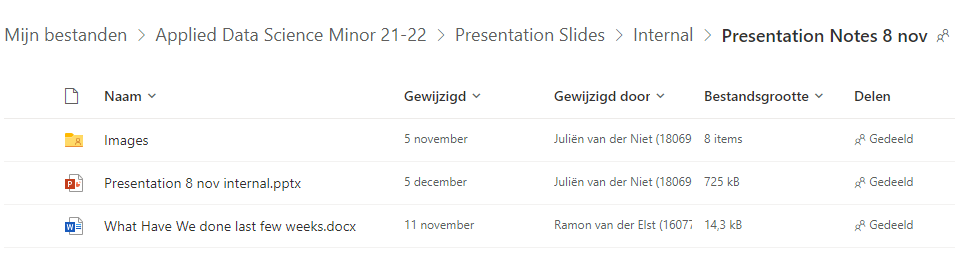 Mijn bestanden > Applied Data Science Minor 21-22 > Presentation Slides > Internal > Presentation Notes 8 nov
Naam Gewijzigd Gewijzigd door Bestandsgrootte Delen
Images 5 november Juliën van der Niet (18069 8 items Gedeeld
Presentation 8 nov internal.pptx 5 december Juliën van der Niet (18069 725 kB Gedeeld
What Have We done last few weeks.docx 11 november Ramon van der Elst (16077 14,3 kB Gedeeld